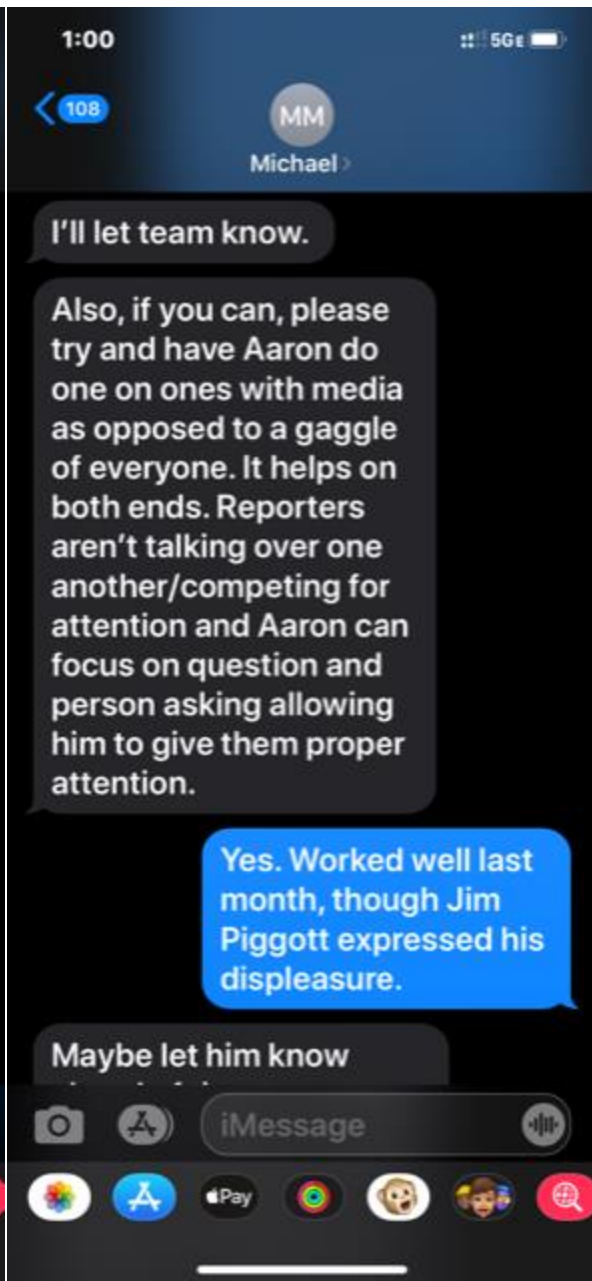 1:00
5GE
108
MM
Michael
I'll let team know.
Also, if you can, please
try and have Aaron do
one on ones with media
as opposed to a gaggle
of everyone. It helps on
both ends. Reporters
aren't talking over one
another/competing for
attention and Aaron can
focus on question and
person asking allowing
him to give them proper
attention.
Yes. Worked well last
month, though Jim
Piggott expressed his
displeasure.
Maybe let him know
iMessage
Pay